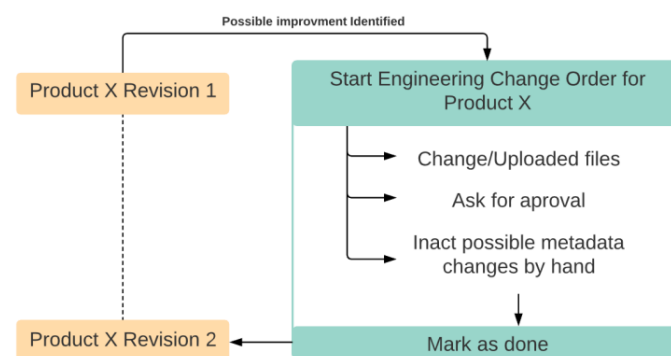 Possible improvment Identified
Product X Revision 1
Start Engineering Change Order for
Product X
Change/Uploaded files
Ask for aproval
Inact possible metadata
changes by hand
Product X Revision 2
Mark as done